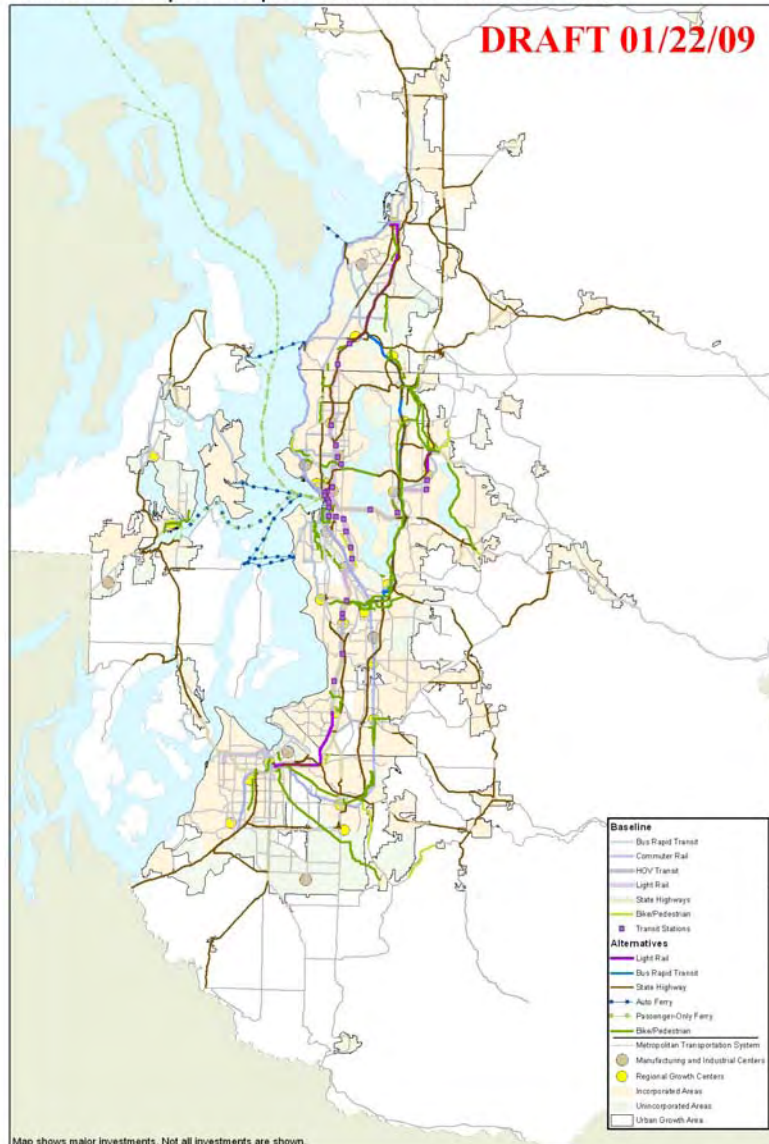 DRAFT 01/22/09
Baseline
Bus Rapid Transit
Commuter Rail
HOV Transit
Light Rail
State Highways
Bike/Pedestrian
Transit Stations
Alternatives
Light Rail
Bus Rapid Transit
State Highway
Auto Ferry
Passenger-Only Ferry
Bike/Pedestrian
Metropolitan Transportation System
Manufacturing and Industrial Centers
Regional Growth Centers
Incorporated Areas
Unincorporated Areas
Urban Growth Area
Map shows major investments. Not all investments are shown.